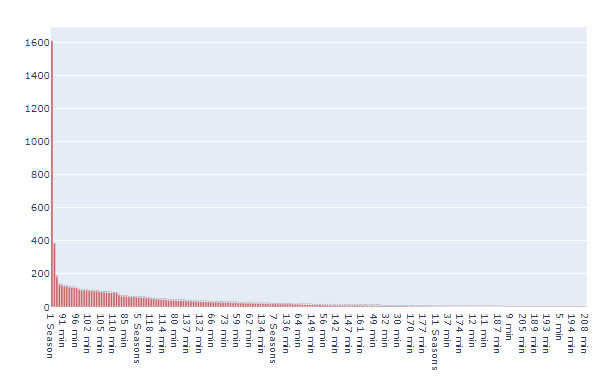 1600
1400
1200
1000
800
600
400
200
0
1 Season
91 min
96 min
102 min
105 min
110 min
85 min
5 Seasons
118 min
114 min
80 min
137 min
132 min
66 min
73 min
59 min
62 min
134 min
7 Seasons
136 min
64 min
149 min
56 min
142 min
147 min
161 min
49 min
32 min
30 min
170 min
177 min
11 Seasons
37 min
174 min
12 min
11 min
187 min
9 min
205 min
189 min
193 min
5 min
194 min
208 min